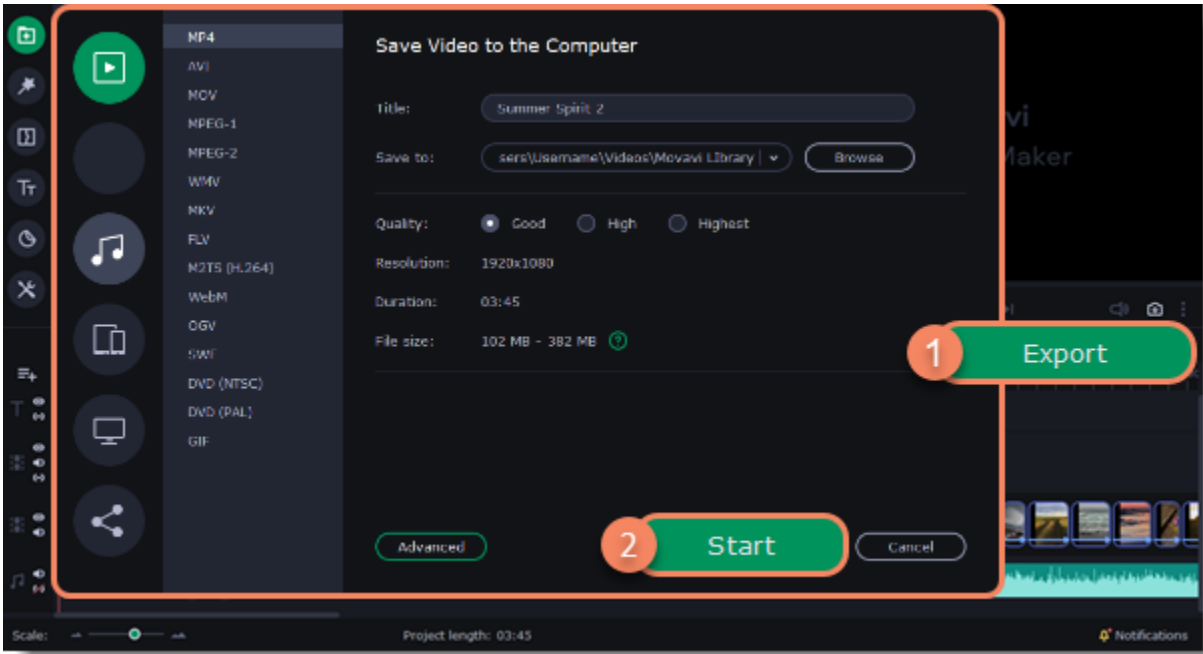 MP4
AVI
MOV
MPEG-1
MPEG-2
WMV
MKV
FLV
M2TS (H.264)
WebM
OGV
SWF
DVD (NTSC)
DVD (PAL)
GIF
Save Video to the Computer
Title: Summer Spirit 2
Save to: sers\Username\Videos\Movavi LIbrary Browse
Quality: Good High Highest
Resolution: 1920x1080
Duration: 03:45
File size: 102 MB - 382 MB ?
Advanced 2 Start Cancel
vi
Maker
1 Export
Tт
T
Scale:
Project length: 03:45
Notifications